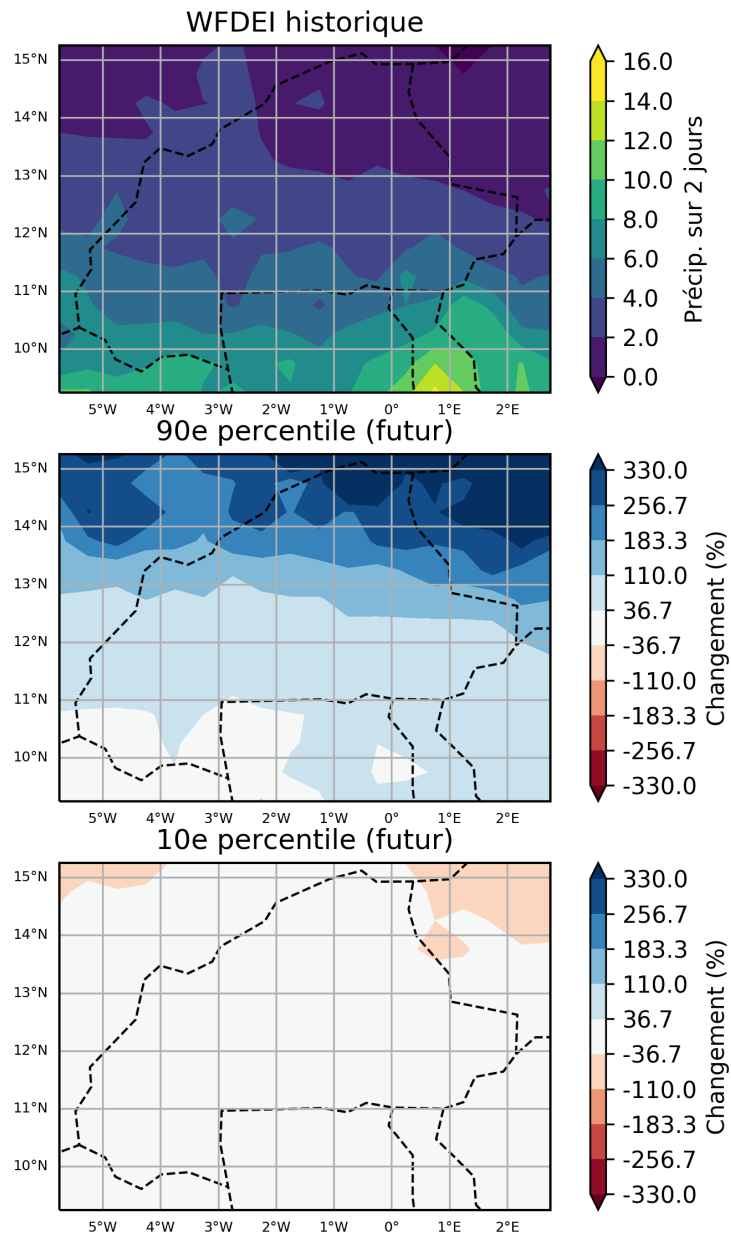 WFDEI historique
15°N
14°N
13°N
12°N
11°N
10°N
5°W 4°W 3°W 2°W 1°W 0° 1°E 2°E
16.0
14.0
12.0
10.0
8.0
6.0
4.0
2.0
0.0
Précip. sur 2 jours
90e percentile (futur)
15°N
14°N
13°N
12°N
11°N
10°N
5°W 4°W 3°W 2°W 1°W 0° 1°E 2°E
330.0
256.7
183.3
110.0
36.7
-36.7
-110.0
-183.3
-256.7
-330.0
Changement (%)
10e percentile (futur)
15°N
14°N
13°N
12°N
11°N
10°N
5°W 4°W 3°W 2°W 1°W 0° 1°E 2°E
330.0
256.7
183.3
110.0
36.7
-36.7
-110.0
-183.3
-256.7
-330.0
Changement (%)